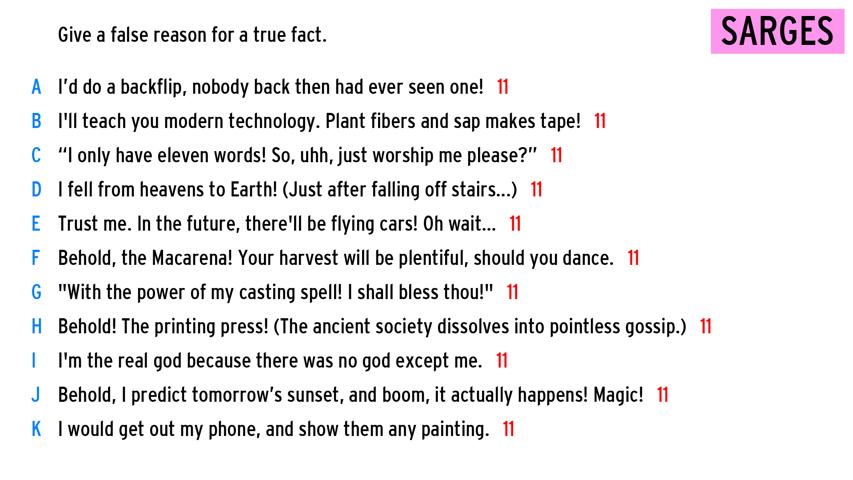 Give a false reason for a true fact.
SARGES
A I'd do a backflip, nobody back then had ever seen one! 11
B I'll teach you modern technology. Plant fibers and sap makes tape! 11
C “I only have eleven words! So, uhh, just worship me please?” 11
D I fell from heavens to Earth! (Just after falling off stairs...) 11
E Trust me. In the future, there'll be flying cars! Oh wait... 11
F Behold, the Macarena! Your harvest will be plentiful, should you dance. 11
G "With the power of my casting spell! I shall bless thou!" 11
H Behold! The printing press! (The ancient society dissolves into pointless gossip.) 11
I I'm the real god because there was no god except me. 11
J Behold, I predict tomorrow's sunset, and boom, it actually happens! Magic! 11
K I would get out my phone, and show them any painting. 11